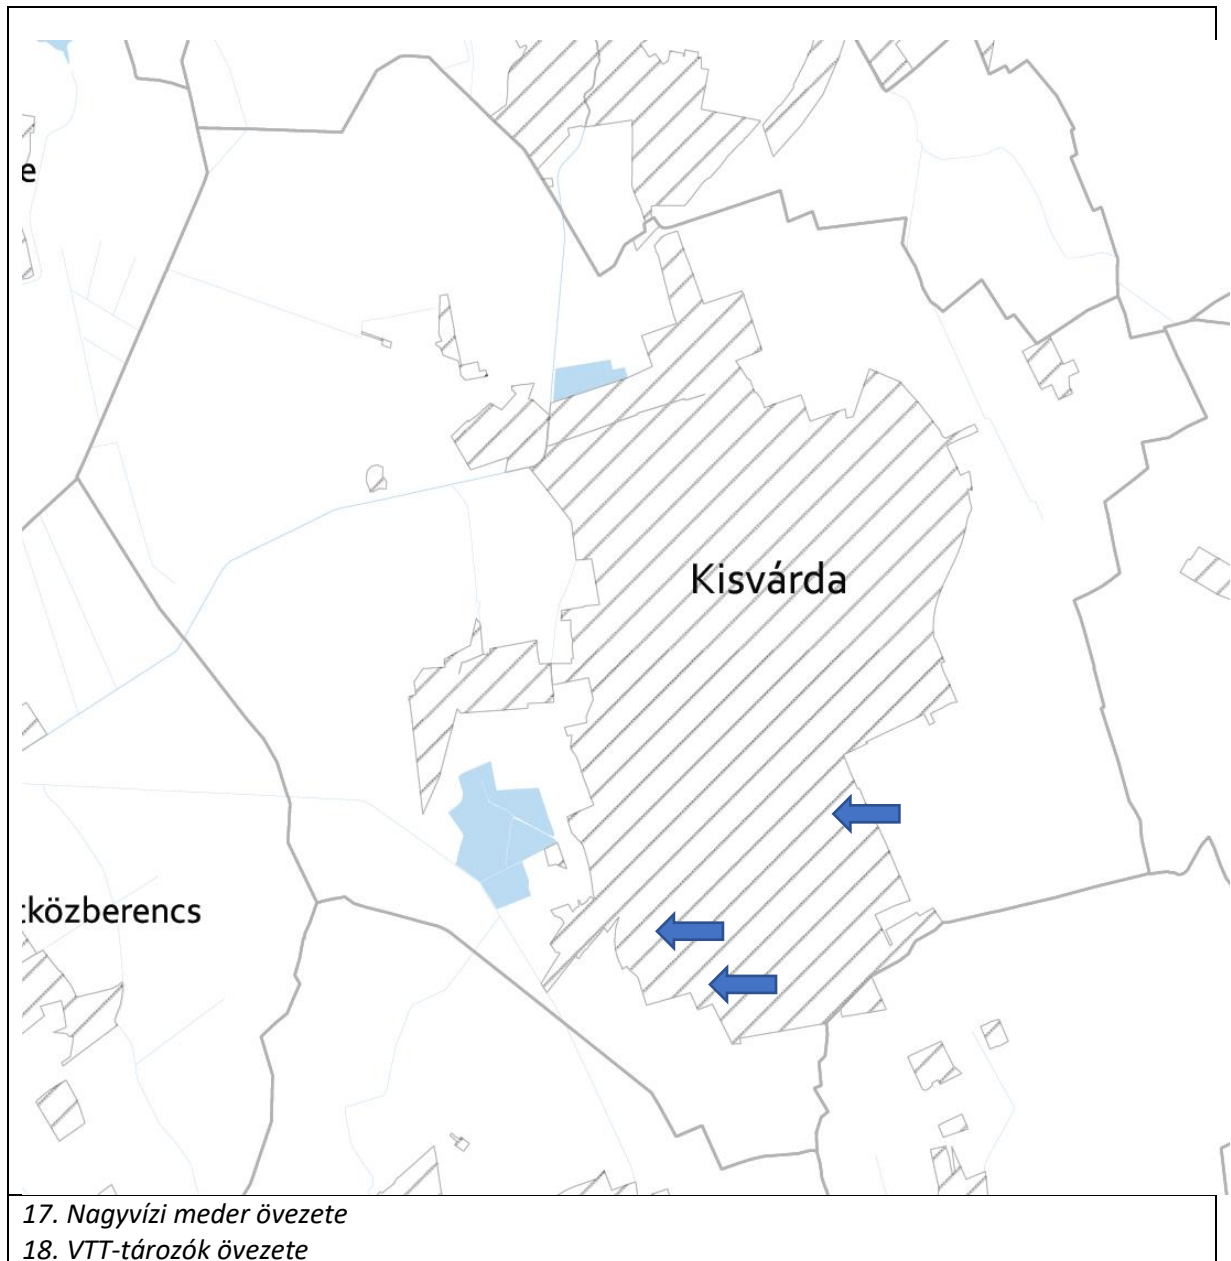 e
Kisvárda
közberencs
17. Nagyvízi meder övezete
18. VTT-tározók övezete